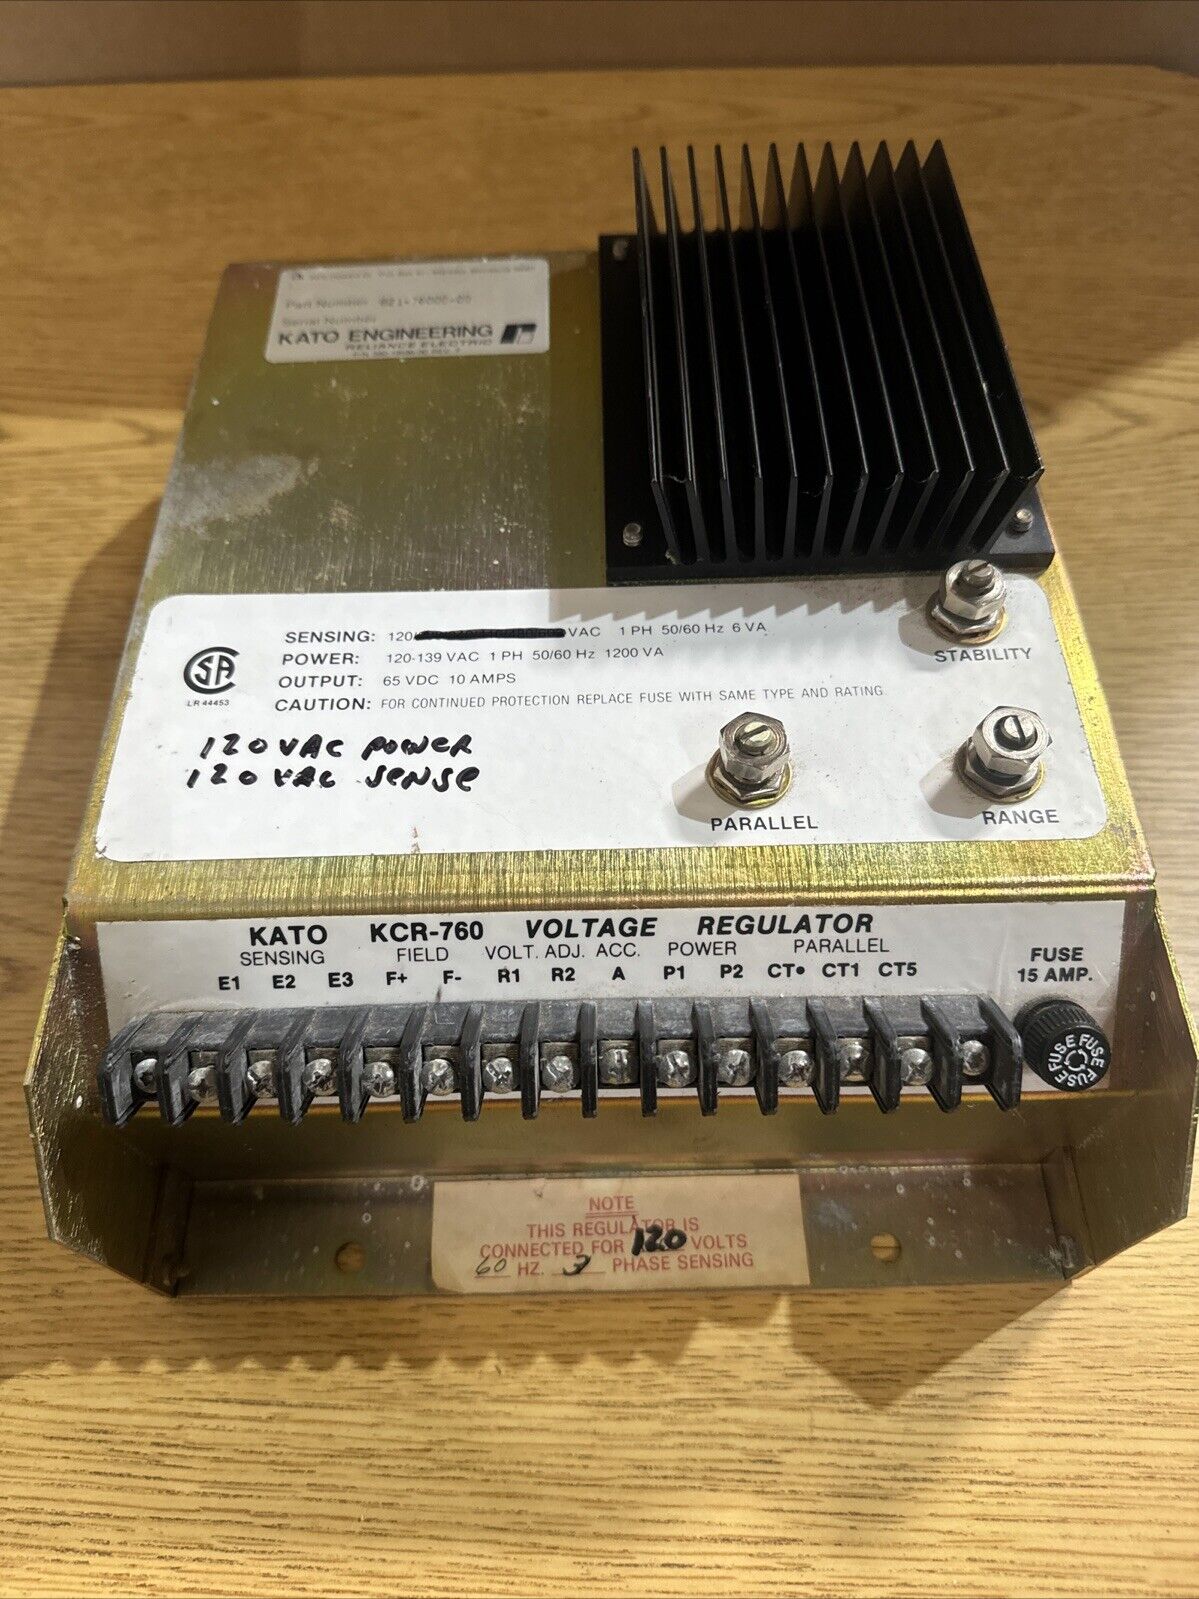 Part Number
Serial Number
KATO ENGINEERING
RELIANCE ELECTRIC
SENSING: 120/ VAC 1 PH 50/60 Hz 6 VA
POWER: 120-139 VAC 1 PH 50/60 Hz 1200 VA
OUTPUT: 65 VDC 10 AMPS
CAUTION: FOR CONTINUED PROTECTION REPLACE FUSE WITH SAME TYPE AND RATING
SA
LR 44453
120 VAC POWER
120 VAC SENSE
STABILITY
PARALLEL
RANGE
KATO KCR-760 VOLTAGE REGULATOR
SENSING FIELD VOLT. ADJ. ACC. POWER PARALLEL
E1 E2 E3 F+ F- R1 R2 A P1 P2 CT• CT1 CT5
FUSE
15 AMP.
FUSE FUSE FUSE
NOTE
THIS REGULATOR IS
CONNECTED FOR 120 VOLTS
60 HZ. 3 PHASE SENSING